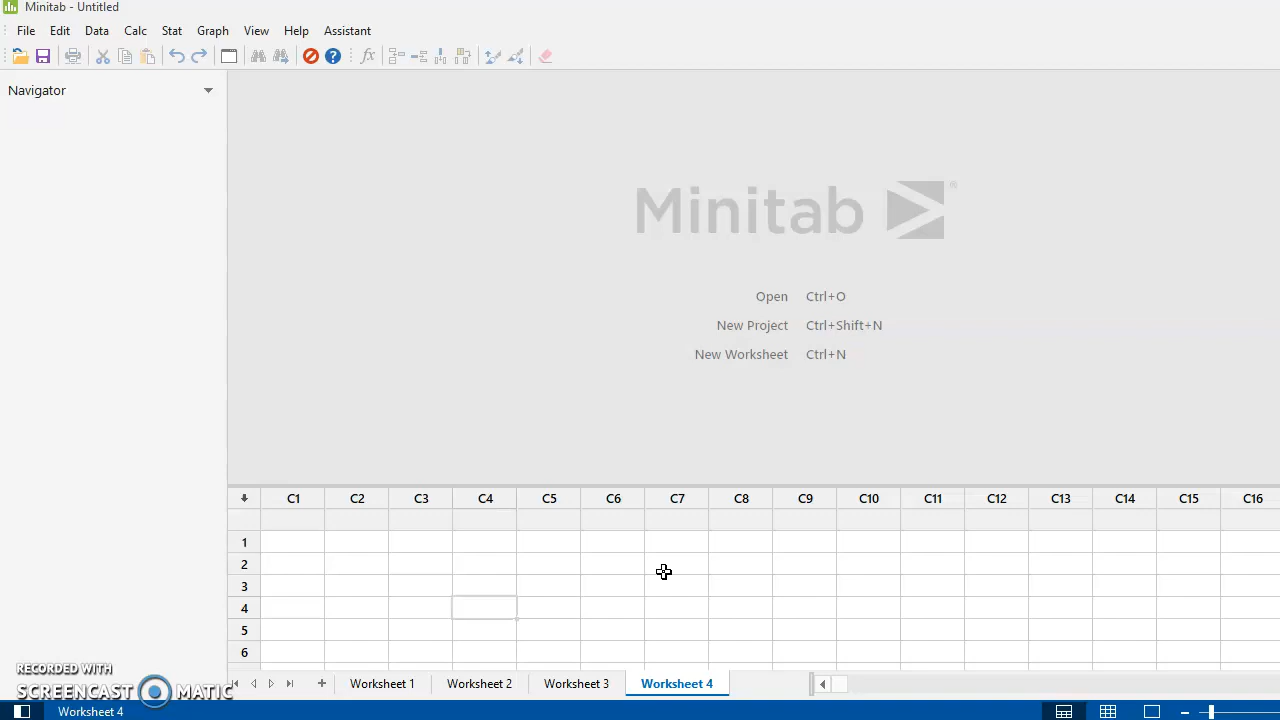 Minitab - Untitled
File Edit Data Calc Stat Graph View Help Assistant
Navigator
Minitab
Open Ctrl+O
New Project Ctrl+Shift+N
New Worksheet Ctrl+N
C1 C2 C3 C4 C5 C6 C7 C8 C9 C10 C11 C12 C13 C14 C15 C16
1
2
3
4
5
6
RECORDED WITH
SCREENCAST MATIC
Worksheet 1 Worksheet 2 Worksheet 3 Worksheet 4
Worksheet 4